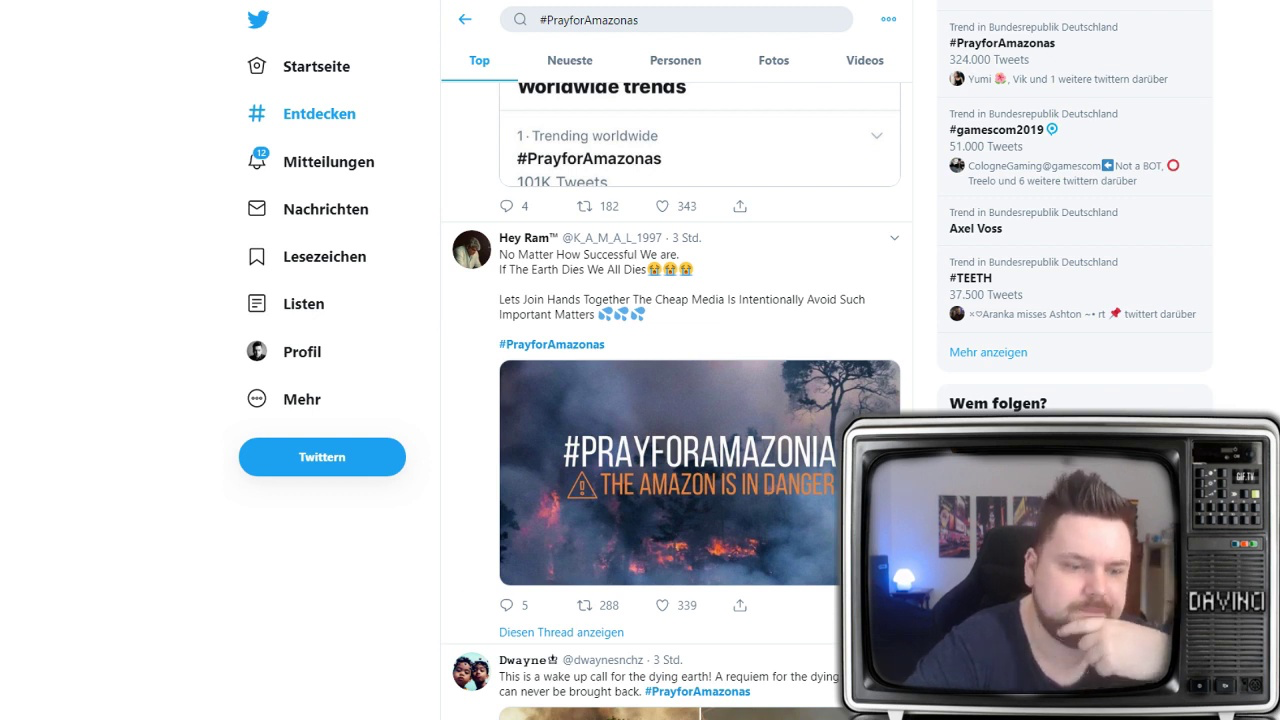 #PrayforAmazonas
Top
Neueste
Personen
Fotos
Videos
Startseite
Entdecken
12
Mitteilungen
Nachrichten
Lesezeichen
Listen
Profil
Mehr
Twittern
Worldwide trends
1 · Trending worldwide
#PrayforAmazonas
101K Tweets
4
182
343
Hey Ram™ @K_A_M_A_L_1997 · 3 Std.
No Matter How Successful We are.
If The Earth Dies We All Dies😭😭😭
Lets Join Hands Together The Cheap Media Is Intentionally Avoid Such
Important Matters 💦💦💦
#PrayforAmazonas
#PRAYFORAMAZONIA
THE AMAZON IS IN DANGER
5
288
339
Diesen Thread anzeigen
Dwayne @dwaynesnchz · 3 Std.
This is a wake up call for the dying earth! A requiem for the dying
can never be brought back. #PrayforAmazonas
Trend in Bundesrepublik Deutschland
#PrayforAmazonas
324.000 Tweets
Yumi 🌺, Vik und 1 weitere twittern darüber
Trend in Bundesrepublik Deutschland
#gamescom2019
51.000 Tweets
CologneGaming@gamescom⬅️Not a BOT, ⭕
Treelo und 6 weitere twittern darüber
Trend in Bundesrepublik Deutschland
Axel Voss
Trend in Bundesrepublik Deutschland
#TEETH
37.500 Tweets
×♡Aranka misses Ashton ~• rt 📌 twittert darüber
Mehr anzeigen
Wem folgen?
GIF.TV
DAVINCI